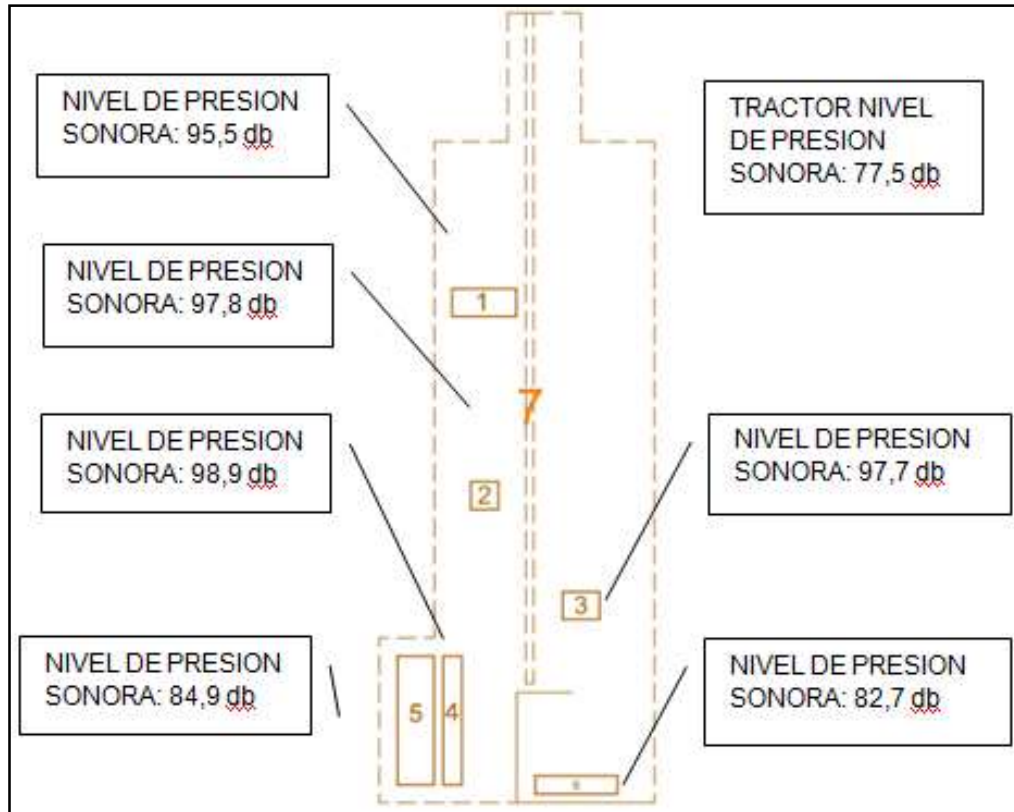 NIVEL DE PRESION
SONORA: 95,5 db
TRACTOR NIVEL
DE PRESION
SONORA: 77,5 db
NIVEL DE PRESION
SONORA: 97,8 db
1
7
NIVEL DE PRESION
SONORA: 98,9 db
NIVEL DE PRESION
SONORA: 97,7 db
2
3
NIVEL DE PRESION
SONORA: 84,9 db
NIVEL DE PRESION
SONORA: 82,7 db
5
4